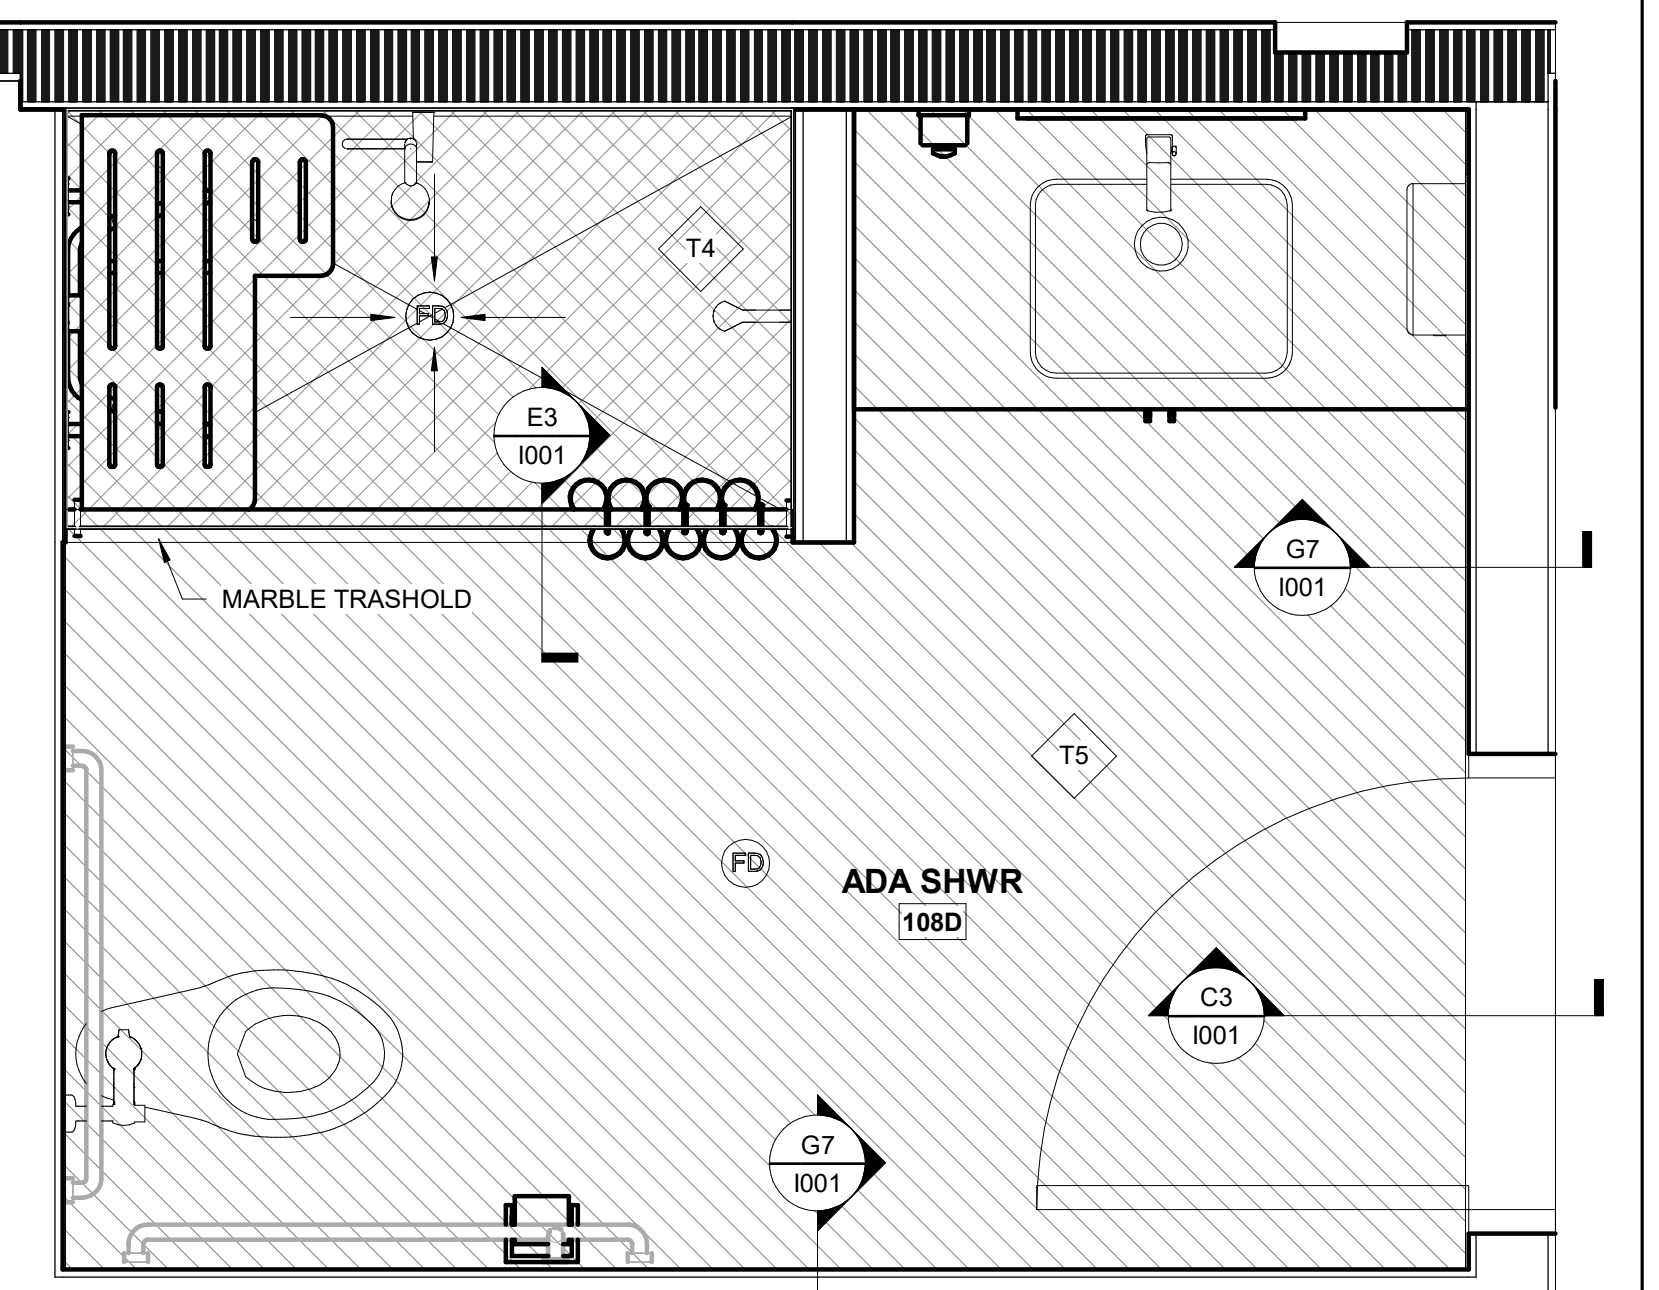 T4
FD
E3
I001
G7
I001
MARBLE TRASHOLD
T5
FD
ADA SHWR
108D
C3
I001
G7
I001